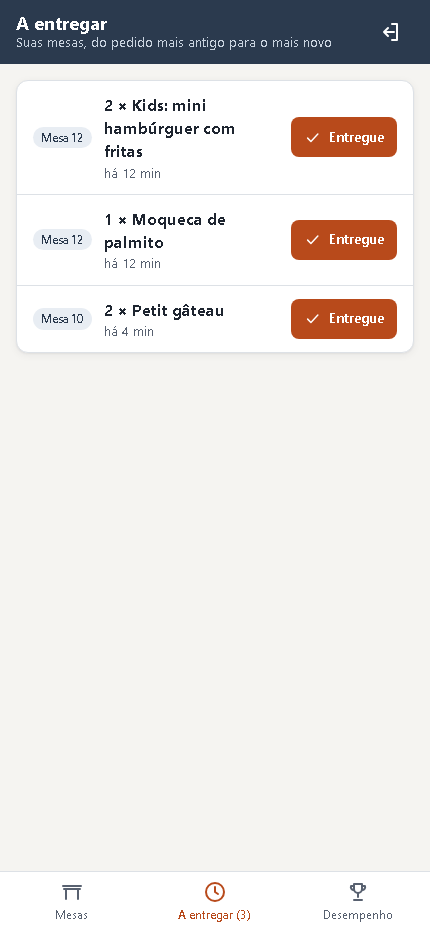 A entregar
Suas mesas, do pedido mais antigo para o mais novo
Mesa 12
2 × Kids: mini
hambúrguer com
fritas
há 12 min
Entregue
Mesa 12
1 × Moqueca de
palmito
há 12 min
Entregue
Mesa 10
2 × Petit gâteau
há 4 min
Entregue
Mesas
A entregar (3)
Desempenho